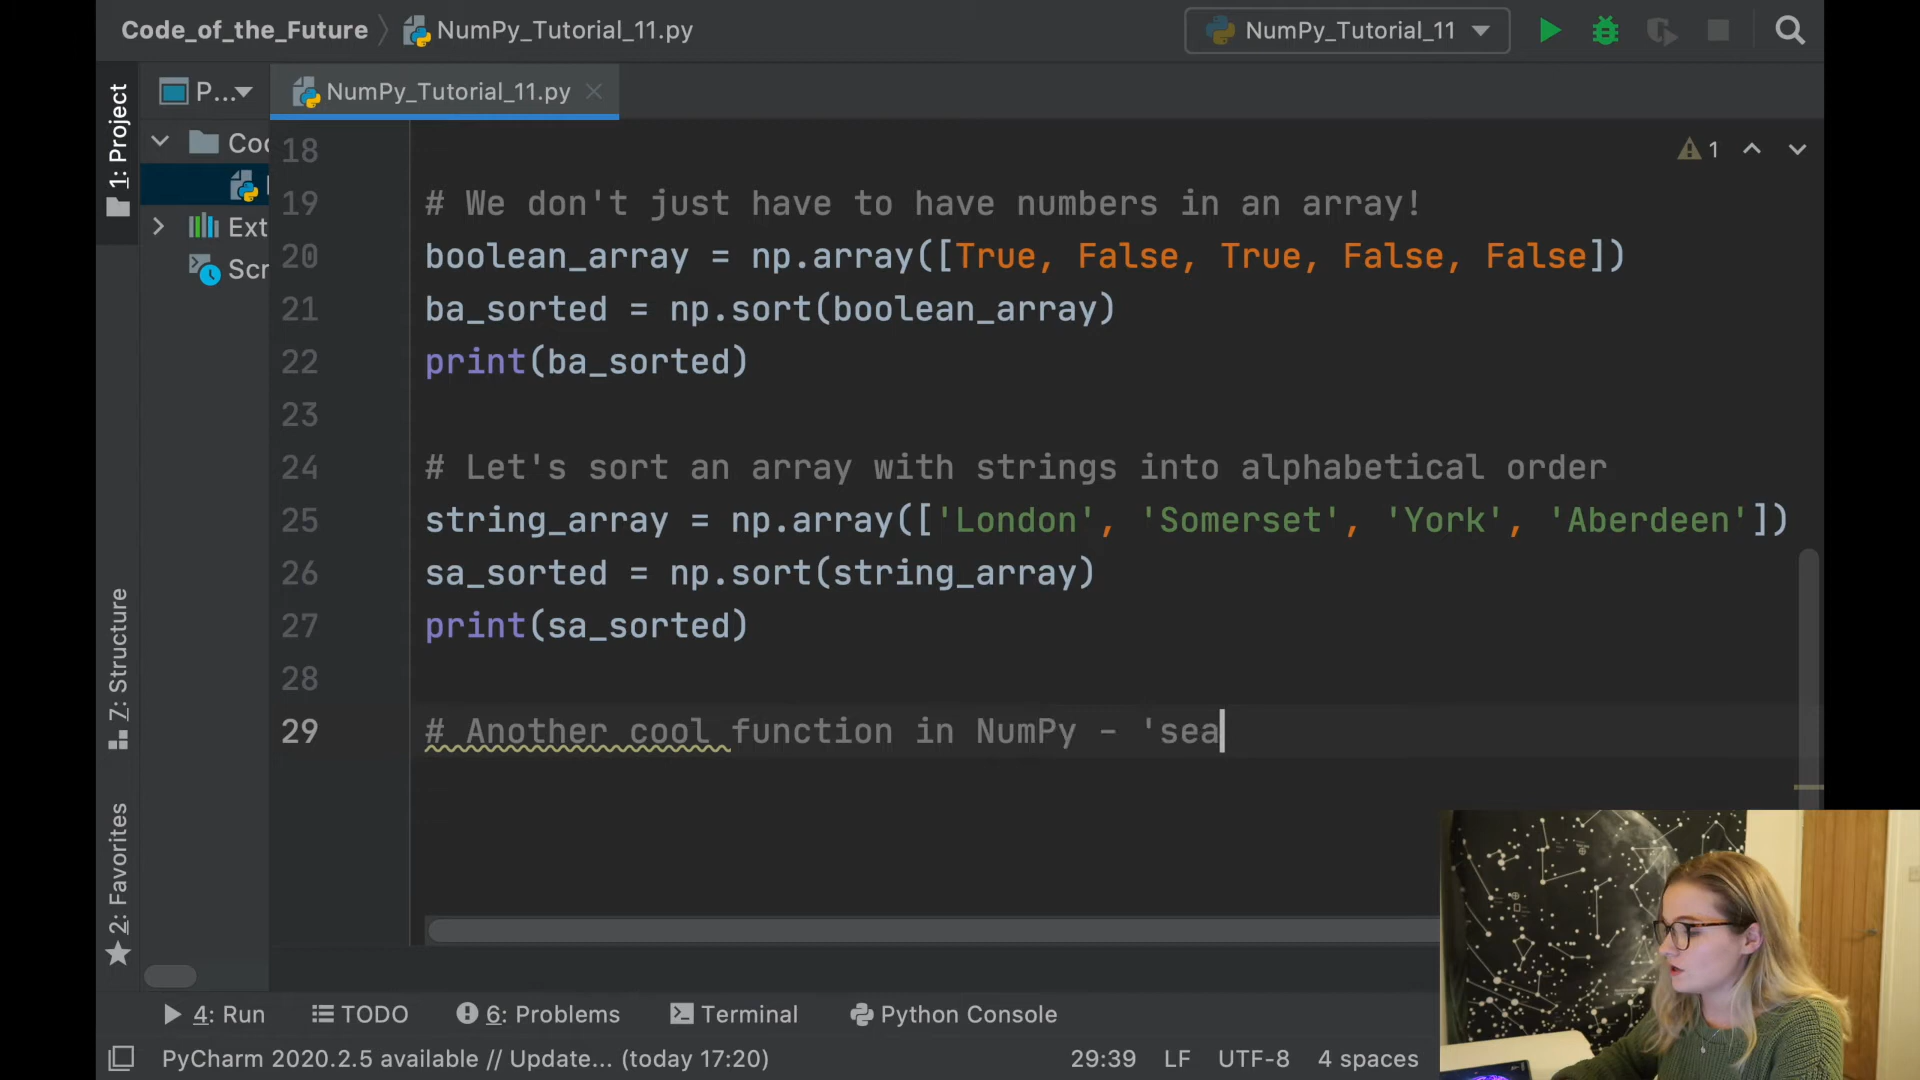 Code_of_the_Future
NumPy_Tutorial_11.py
NumPy_Tutorial_11
1: Project
P...
NumPy_Tutorial_11.py
Coc
Ext
Scr
18
1
19 # We don't just have to have numbers in an array!
20 boolean_array = np.array([True, False, True, False, False])
21 ba_sorted = np.sort(boolean_array)
22 print(ba_sorted)
23
24 # Let's sort an array with strings into alphabetical order
25 string_array = np.array(['London', 'Somerset', 'York', 'Aberdeen'])
26 sa_sorted = np.sort(string_array)
27 print(sa_sorted)
28
29 # Another cool function in NumPy - 'sea
7: Structure
2: Favorites
4: Run
TODO
6: Problems
Terminal
Python Console
PyCharm 2020.2.5 available // Update... (today 17:20)
29:39
LF
UTF-8
4 spaces